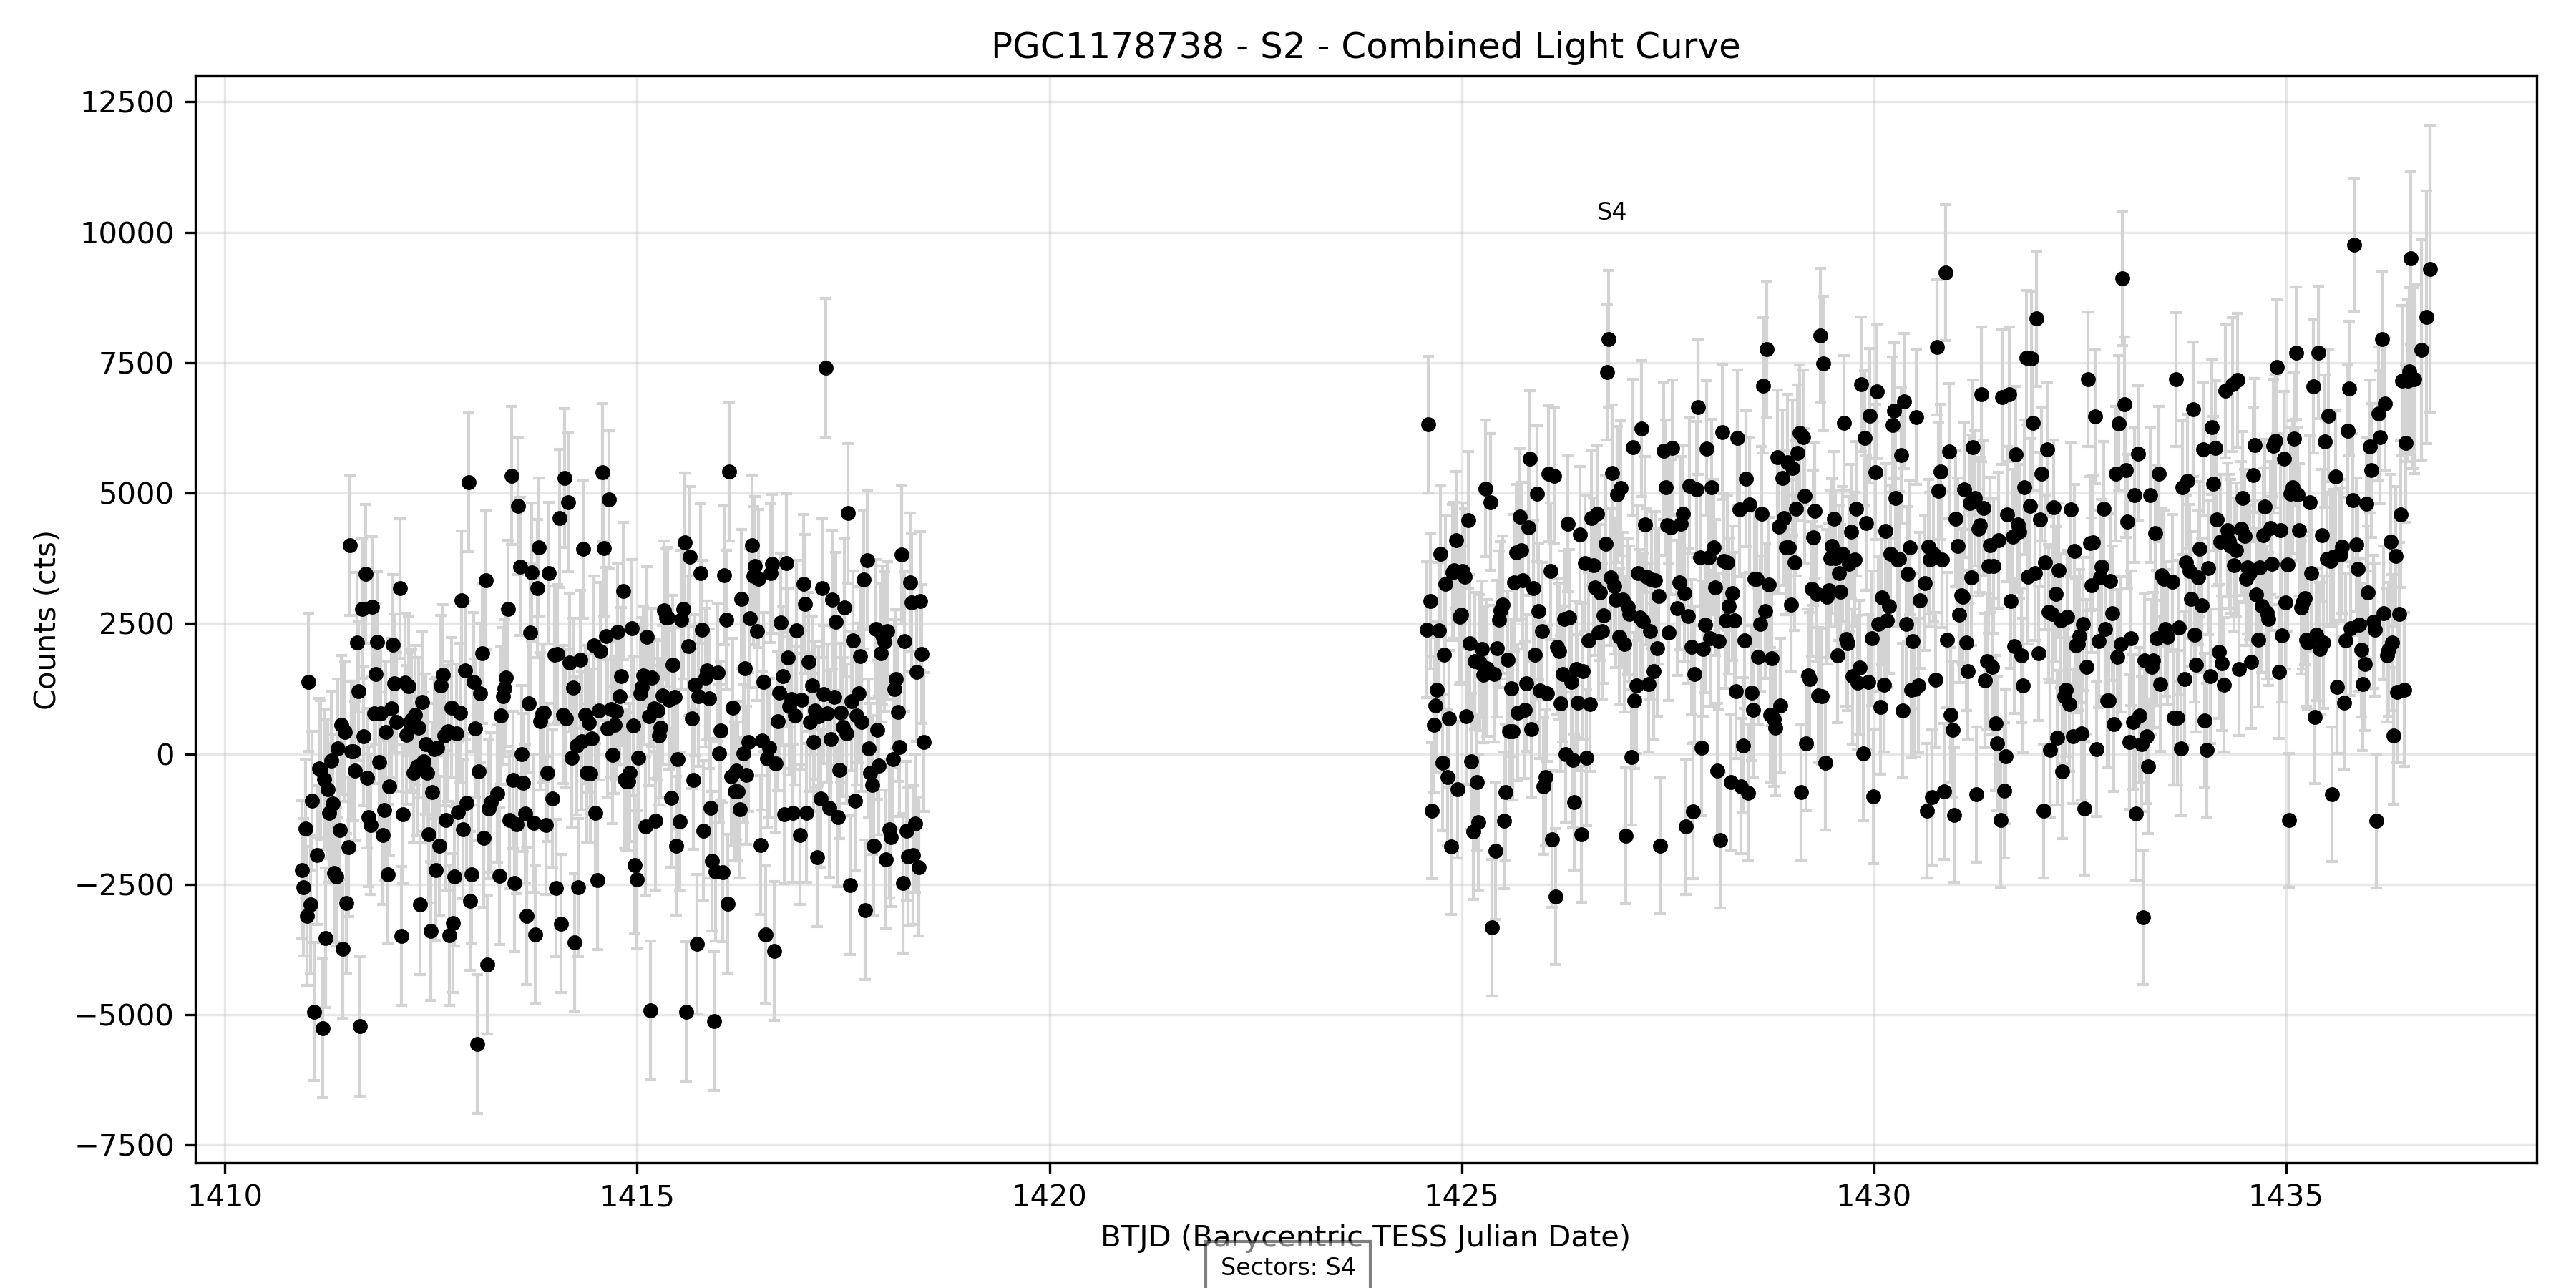 PGC1178738 - S2 - Combined Light Curve
Counts (cts)
12500
10000
7500
5000
2500
0
−2500
−5000
−7500
S4
1410 1415 1420 1425 1430 1435
BTJD (Barycentric TESS Julian Date)
Sectors: S4